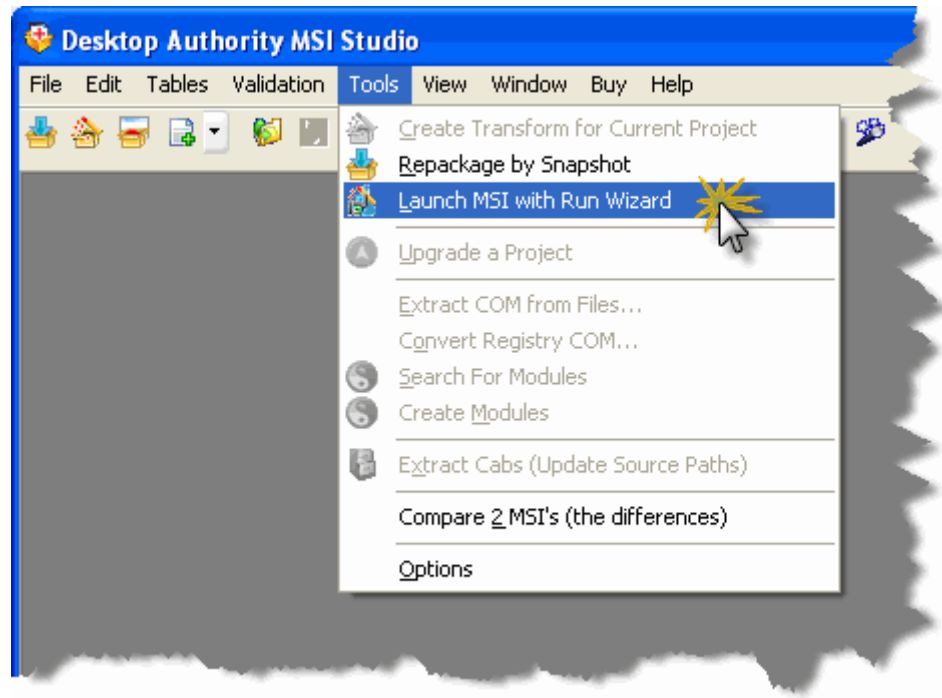 Desktop Authority MSI Studio
File Edit Tables Validation Tools View Window Buy Help
Create Transform for Current Project
Repackage by Snapshot
Launch MSI with Run Wizard
Upgrade a Project
Extract COM from Files...
Convert Registry COM...
Search For Modules
Create Modules
Extract Cabs (Update Source Paths)
Compare 2 MSI's (the differences)
Options